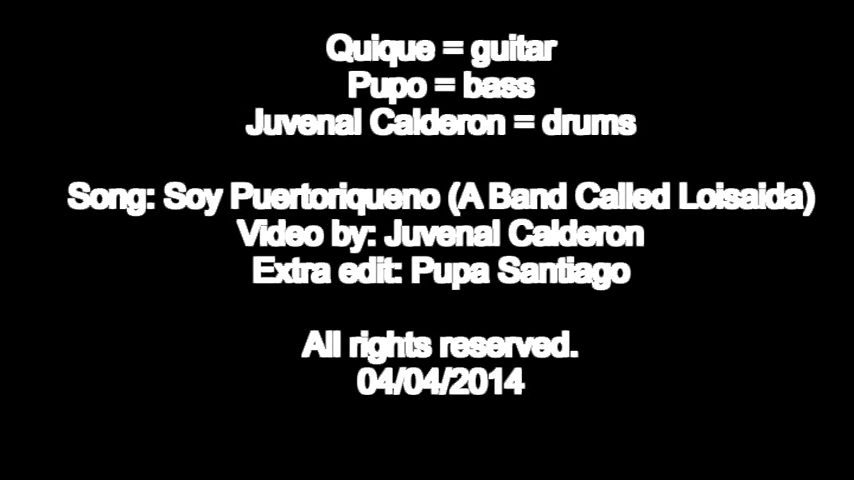 Quique = guitar
Pupo = bass
Juvenal Calderon = drums
Song: Soy Puertoriqueno (A Band Called Loisaida)
Video by: Juvenal Calderon
Extra edit: Pupa Santiago
All rights reserved.
04/04/2014